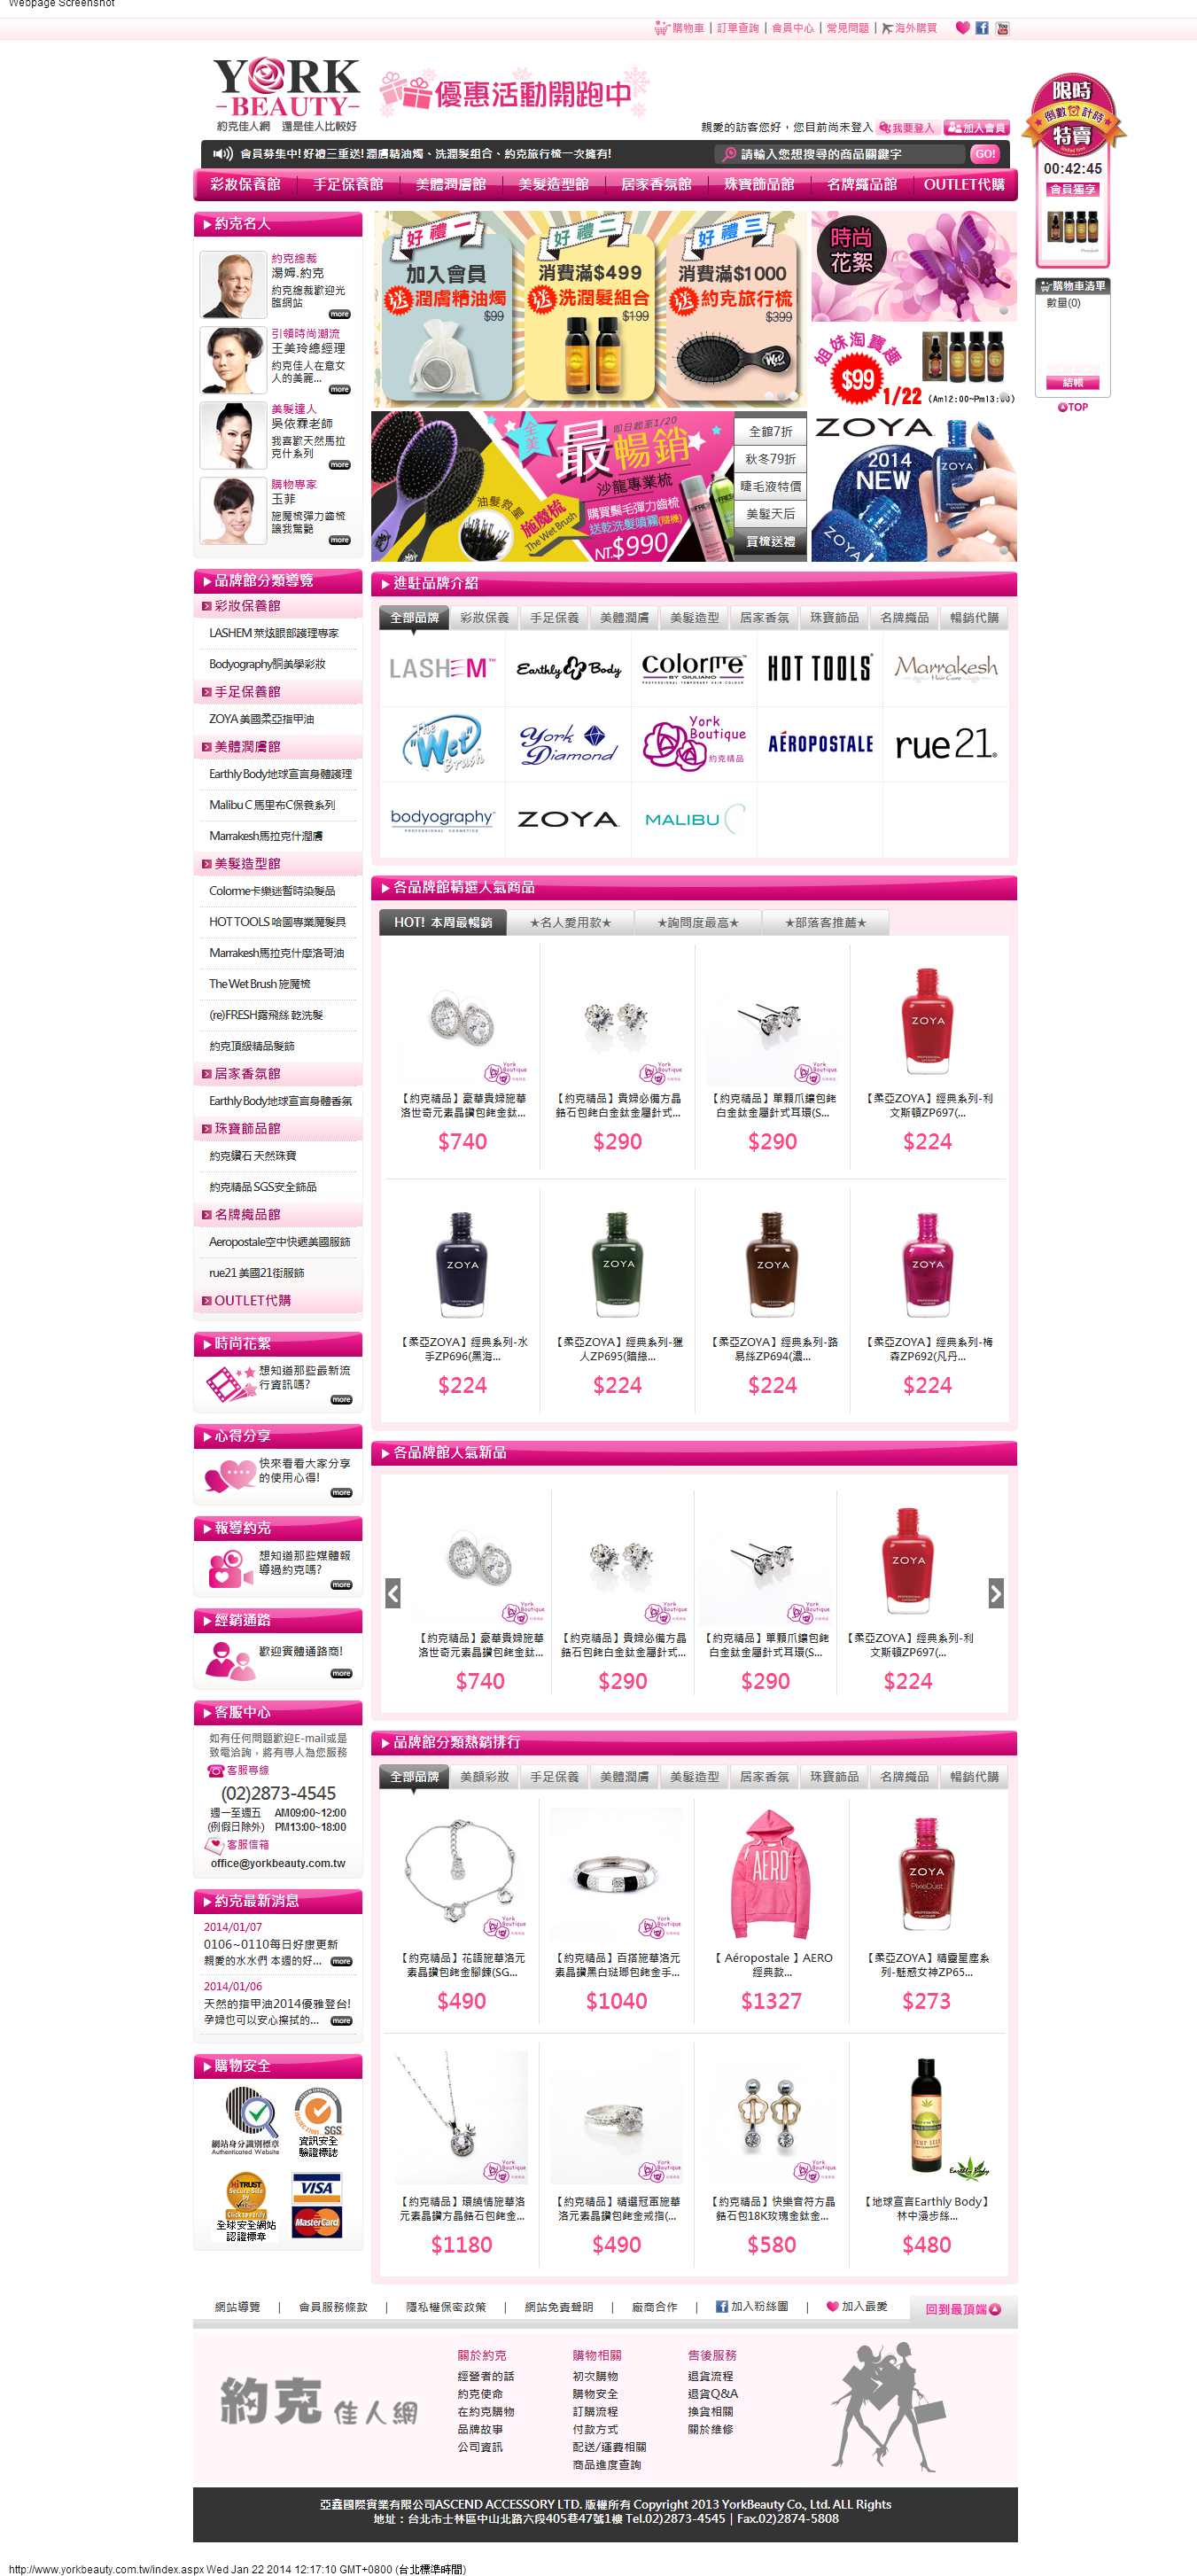 Webpage Screenshot
購物車 | 訂單查詢 | 會員中心 | 常見問題 | 海外購買
YORK
BEAUTY
約克佳人網 還是佳人比較好
優惠活動開跑中
親愛的訪客您好，您目前尚未登入 我要登入 加入會員
會員募集中! 好禮三重送! 潤膚精油燭、洗潤髮組合、約克旅行梳一次擁有!
請輸入您想搜尋的商品關鍵字 GO!
彩妝保養館 手足保養館 美體潤膚館 美髮造型館 居家香氛館 珠寶飾品館 名牌織品館 OUTLET代購
限時
倒數計時
特賣
00:42:45
會員獨享
購物車清單
數量(0)
結帳
TOP
約克名人
約克總裁
湯姆.約克
約克總裁歡迎光
臨網站
more
引領時尚潮流
王美玲總經理
約克佳人在意女
人的美麗...
more
美髮達人
吳依霖老師
我喜歡天然馬拉
克什系列
more
購物專家
玉菲
施魔梳彈力齒梳
讓我驚艷
more
好禮一
加入會員
送潤膚精油燭
$99
好禮二
消費滿$499
送洗潤髮組合
$199
好禮三
消費滿$1000
送約克旅行梳
$399
時尚
花絮
姐妹淘寶趣
$99
1/22 (Am12:00~Pm13:00)
全美
最暢銷
即日起至1/20
沙龍專業梳
油髮救星
施魔梳
The Wet Brush
購買鬃毛彈力齒梳
送乾洗髮噴霧(隨機)
NT.$990
全館7折
秋冬79折
睫毛液特價
美髮天后
買梳送禮
ZOYA
2014
NEW
品牌館分類導覽
彩妝保養館
LASHEM 萊炫眼部護理專家
Bodyography胴美學彩妝
手足保養館
ZOYA 美國柔亞指甲油
美體潤膚館
Earthly Body地球宣言身體護理
Malibu C 馬里布C保養系列
Marrakesh馬拉克什潤膚
美髮造型館
Colorme卡樂迷暫時染髮品
HOT TOOLS 哈圖專業魔髮具
Marrakesh馬拉克什摩洛哥油
The Wet Brush 施魔梳
(re)FRESH露飛絲 乾洗髮
約克頂級精品髮飾
居家香氛館
Earthly Body地球宣言身體香氛
珠寶飾品館
約克鑽石 天然珠寶
約克精品 SGS安全飾品
名牌織品館
Aeropostale空中快遞美國服飾
rue21 美國21街服飾
OUTLET代購
時尚花絮
想知道那些最新流
行資訊嗎?
more
心得分享
快來看看大家分享
的使用心得!
more
報導約克
想知道那些媒體報
導過約克嗎?
more
經銷通路
歡迎實體通路商!
more
客服中心
如有任何問題歡迎E-mail或是
致電洽詢，將有專人為您服務
客服專線
(02)2873-4545
週一至週五 AM09:00~12:00
(例假日除外) PM13:00~18:00
客服信箱
office@yorkbeauty.com.tw
約克最新消息
2014/01/07
0106~0110每日好康更新
親愛的水水們 本週的好... more
2014/01/06
天然的指甲油2014優雅登台!
孕婦也可以安心擦拭的... more
購物安全
網站身分識別標章
Authenticated Website
SGS
資訊安全
驗證標誌
HiTRUST
Secure Site
Click to verify
全球安全網站
認證標章
VISA
MasterCard
進駐品牌介紹
全部品牌 彩妝保養 手足保養 美體潤膚 美髮造型 居家香氛 珠寶飾品 名牌織品 暢銷代購
LASHEM™ Earthly Body Colorme BY GIULIANO PROFESSIONAL TEMPORARY HAIR COLOUR HOT TOOLS Marrakesh Hair Care
The "Wet" Brush York Diamond York Boutique 約克精品 AÉROPOSTALE rue21
bodyography PROFESSIONAL COSMETICS ZOYA MALIBU C
各品牌館精選人氣商品
HOT! 本周最暢銷 ★名人愛用款★ ★詢問度最高★ ★部落客推薦★
【約克精品】豪華貴婦施華
洛世奇元素晶鑽包銠金鈦...
$740
【約克精品】貴婦必備方晶
鋯石包銠白金鈦金屬針式...
$290
【約克精品】單顆爪鑲包銠
白金鈦金屬針式耳環(S...
$290
【柔亞ZOYA】經典系列-利
文斯頓ZP697(...
$224
【柔亞ZOYA】經典系列-水
手ZP696(黑海...
$224
【柔亞ZOYA】經典系列-獵
人ZP695(暗綠...
$224
【柔亞ZOYA】經典系列-路
易絲ZP694(濃...
$224
【柔亞ZOYA】經典系列-梅
森ZP692(凡丹...
$224
各品牌館人氣新品
【約克精品】豪華貴婦施華
洛世奇元素晶鑽包銠金鈦...
$740
【約克精品】貴婦必備方晶
鋯石包銠白金鈦金屬針式...
$290
【約克精品】單顆爪鑲包銠
白金鈦金屬針式耳環(S...
$290
【柔亞ZOYA】經典系列-利
文斯頓ZP697(...
$224
品牌館分類熱銷排行
全部品牌 美顏彩妝 手足保養 美體潤膚 美髮造型 居家香氛 珠寶飾品 名牌織品 暢銷代購
【約克精品】花語施華洛元
素晶鑽包銠金腳鍊(SG...
$490
【約克精品】百搭施華洛元
素晶鑽黑白琺瑯包銠金手...
$1040
【 Aéropostale 】AERO
經典款...
$1327
【柔亞ZOYA】精靈星塵系
列-魅惑女神ZP65...
$273
【約克精品】環繞情施華洛
元素晶鑽方晶鋯石包銠金...
$1180
【約克精品】精選冠軍施華
洛元素晶鑽包銠金戒指(...
$490
【約克精品】快樂音符方晶
鋯石包18K玫瑰金鈦金...
$580
【地球宣言Earthly Body】
林中漫步絲...
$480
網站導覽 | 會員服務條款 | 隱私權保密政策 | 網站免責聲明 | 廠商合作 | 加入粉絲團 | 加入最愛
回到最頂端
約克佳人網
關於約克
經營者的話
約克使命
在約克購物
品牌故事
公司資訊
購物相關
初次購物
購物安全
訂購流程
付款方式
配送/運費相關
商品進度查詢
售後服務
退貨流程
退貨Q&A
換貨相關
關於維修
亞鑫國際實業有限公司ASCEND ACCESSORY LTD. 版權所有 Copyright 2013 YorkBeauty Co., Ltd. ALL Rights
地址：台北市士林區中山北路六段405巷47號1樓 Tel.02)2873-4545 | Fax.02)2874-5808
http://www.yorkbeauty.com.tw/index.aspx Wed Jan 22 2014 12:17:10 GMT+0800 (台北標準時間)